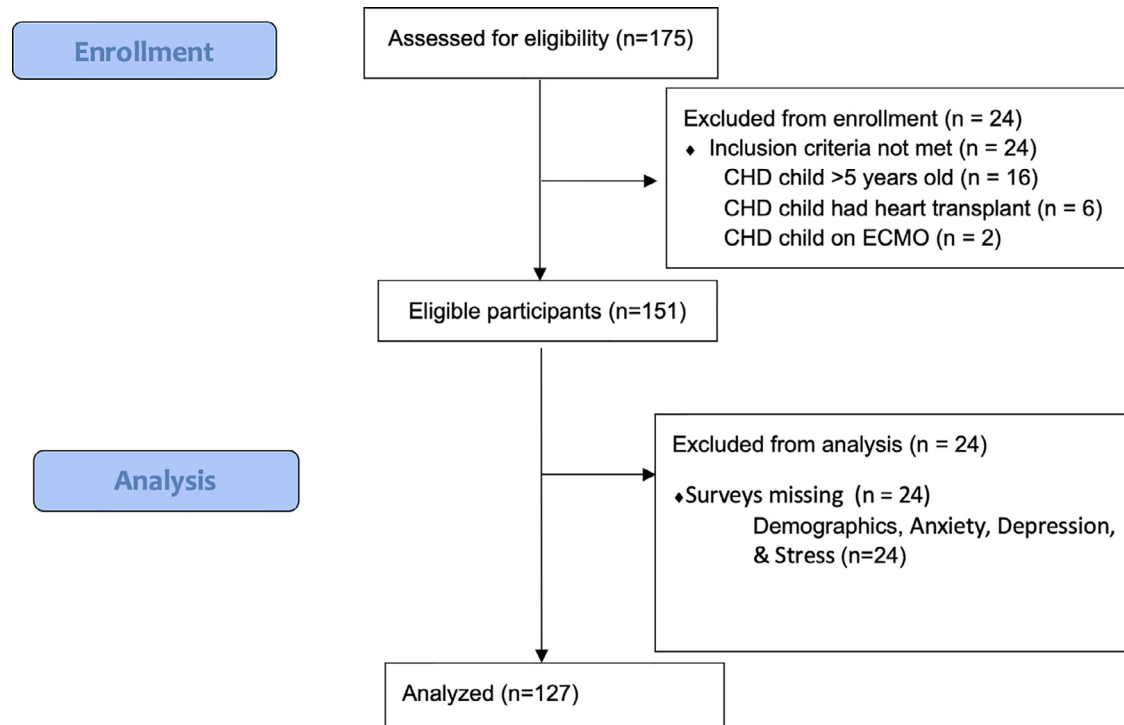 Enrollment
Assessed for eligibility (n=175)
Excluded from enrollment (n = 24)
♦ Inclusion criteria not met (n = 24)
CHD child >5 years old (n = 16)
CHD child had heart transplant (n = 6)
CHD child on ECMO (n = 2)
Eligible participants (n=151)
Analysis
Excluded from analysis (n = 24)
♦Surveys missing (n = 24)
Demographics, Anxiety, Depression,
& Stress (n=24)
Analyzed (n=127)